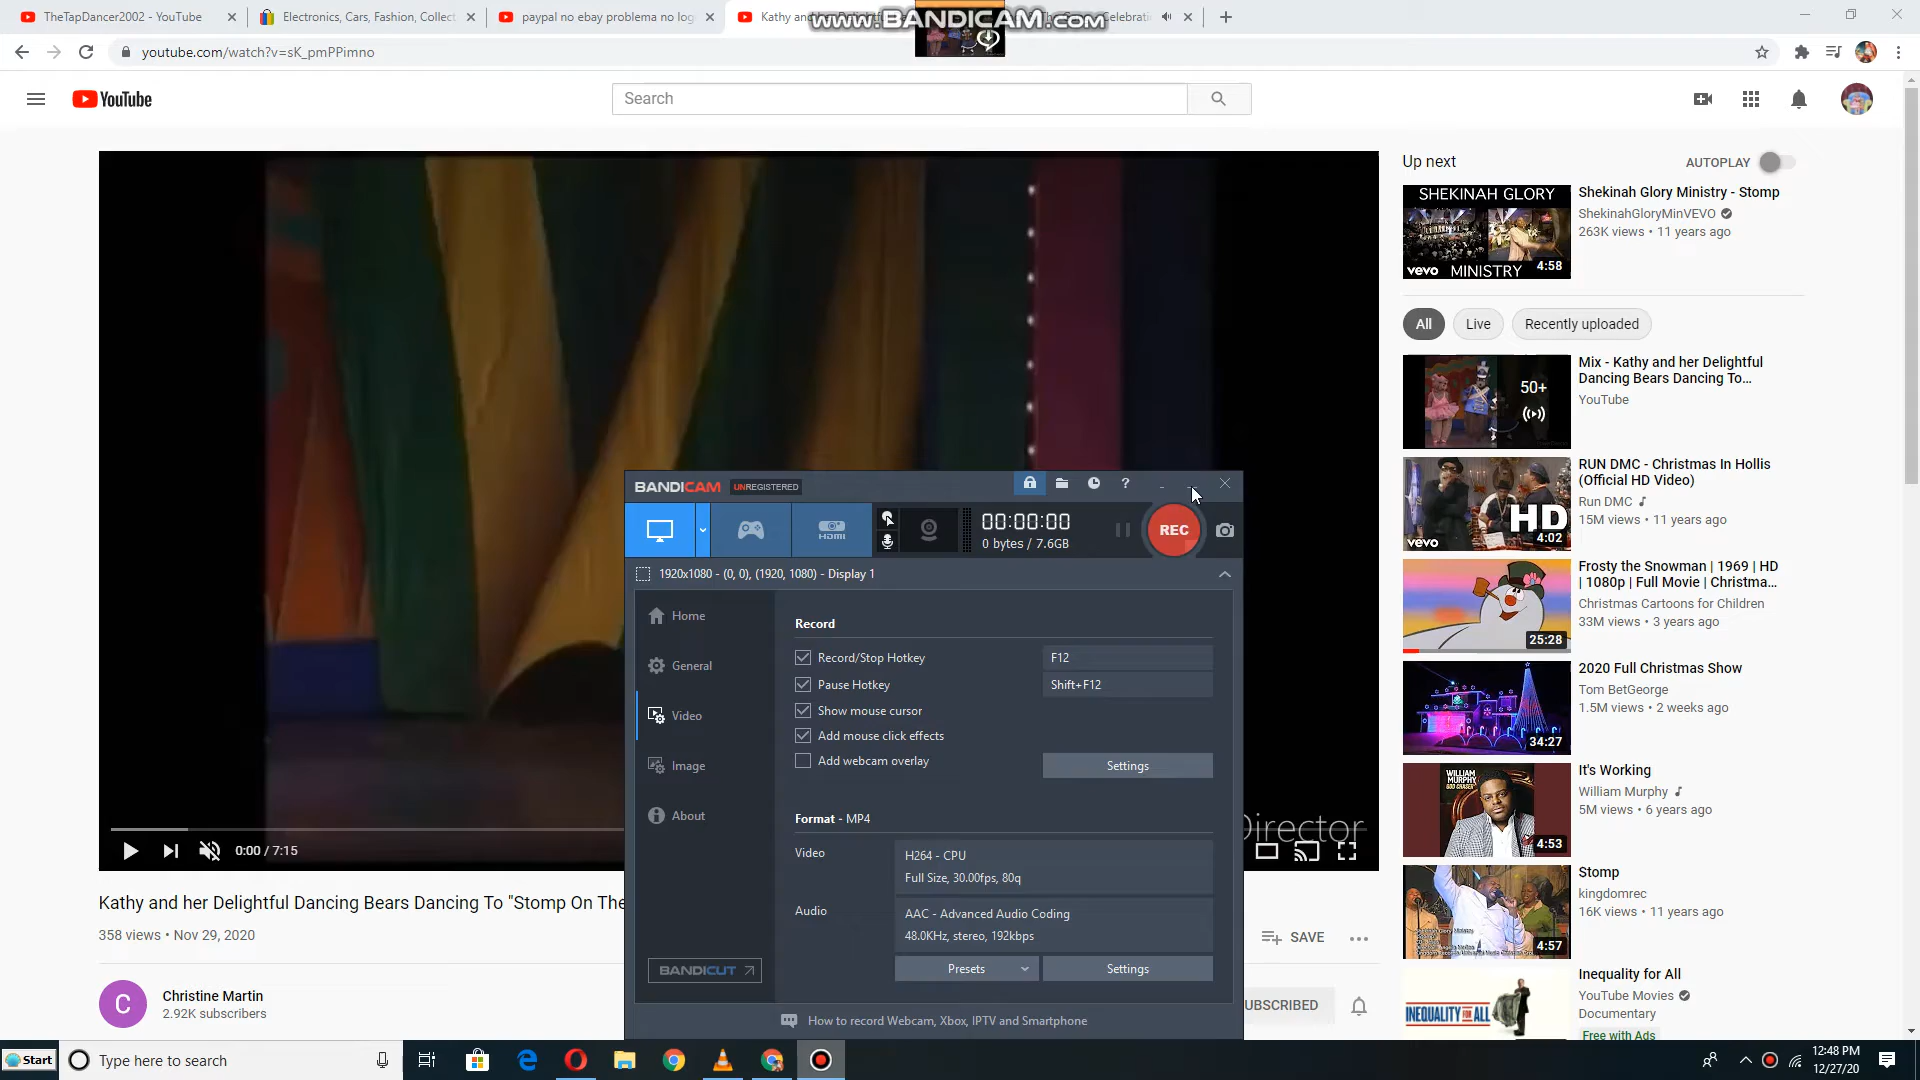 TheTapDancer2002 - YouTube
Electronics, Cars, Fashion, Collect
paypal no ebay problema no log
Kathy and
Celebrati
www.BANDICAM.com
youtube.com/watch?v=sK_pmPPimno
YouTube
Search
Up next
AUTOPLAY
SHEKINAH GLORY
MINISTRY
vevo
4:58
Shekinah Glory Ministry - Stomp
ShekinahGloryMinVEVO
263K views • 11 years ago
All
Live
Recently uploaded
50+
Mix - Kathy and her Delightful
Dancing Bears Dancing To...
YouTube
HD
vevo
4:02
RUN DMC - Christmas In Hollis
(Official HD Video)
Run DMC
15M views • 11 years ago
25:28
Frosty the Snowman | 1969 | HD
| 1080p | Full Movie | Christma...
Christmas Cartoons for Children
33M views • 3 years ago
34:27
2020 Full Christmas Show
Tom BetGeorge
1.5M views • 2 weeks ago
WILLIAM
MURPHY
GOD CHASER
4:53
It's Working
William Murphy
5M views • 6 years ago
4:57
Stomp
kingdomrec
16K views • 11 years ago
INEQUALITY FOR ALL
Inequality for All
YouTube Movies
Documentary
Free with Ads
BANDICAM UNREGISTERED
?
00:00:00
0 bytes / 7.6GB
REC
HDMI
1920x1080 - (0, 0), (1920, 1080) - Display 1
Home
General
Video
Image
About
BANDICUT
Record
Record/Stop Hotkey
F12
Pause Hotkey
Shift+F12
Show mouse cursor
Add mouse click effects
Add webcam overlay
Settings
Format - MP4
Video
H264 - CPU
Full Size, 30.00fps, 80q
Audio
AAC - Advanced Audio Coding
48.0KHz, stereo, 192kbps
Presets
Settings
How to record Webcam, Xbox, IPTV and Smartphone
Director
0:00 / 7:15
Kathy and her Delightful Dancing Bears Dancing To "Stomp On The
358 views • Nov 29, 2020
SAVE
C
Christine Martin
2.92K subscribers
UBSCRIBED
Start
Type here to search
12:48 PM
12/27/20